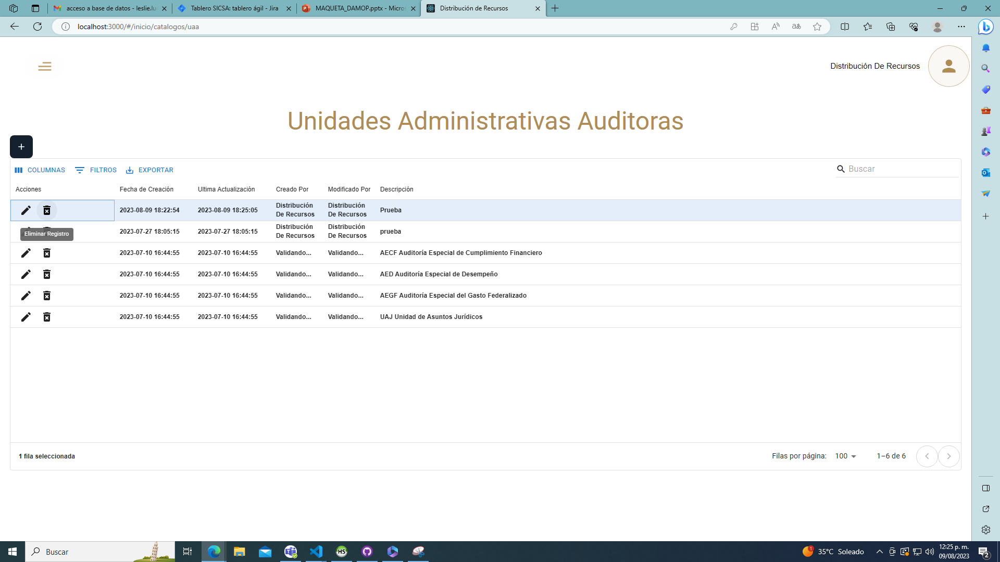 acceso a base de datos - leslie.lu
Tablero SICSA: tablero ágil - Jira
MAQUETA_DAMOP.pptx - Micros
Distribución de Recursos
localhost:3000/#/inicio/catalogos/uaa
Distribución De Recursos
Unidades Administrativas Auditoras
+
COLUMNAS FILTROS EXPORTAR Buscar
Acciones Fecha de Creación Ultima Actualización Creado Por Modificado Por Descripción
2023-08-09 18:22:54 2023-08-09 18:25:05 Distribución De Recursos Distribución De Recursos Prueba
Eliminar Registro
2023-07-27 18:05:15 2023-07-27 18:05:15 Distribución De Recursos Distribución De Recursos prueba
2023-07-10 16:44:55 2023-07-10 16:44:55 Validando... Validando... AECF Auditoría Especial de Cumplimiento Financiero
2023-07-10 16:44:55 2023-07-10 16:44:55 Validando... Validando... AED Auditoría Especial de Desempeño
2023-07-10 16:44:55 2023-07-10 16:44:55 Validando... Validando... AEGF Auditoría Especial del Gasto Federalizado
2023-07-10 16:44:55 2023-07-10 16:44:55 Validando... Validando... UAJ Unidad de Asuntos Jurídicos
1 fila seleccionada Filas por página: 100 1–6 de 6
Buscar
HS
1
35°C Soleado
12:25 p. m.
09/08/2023
2